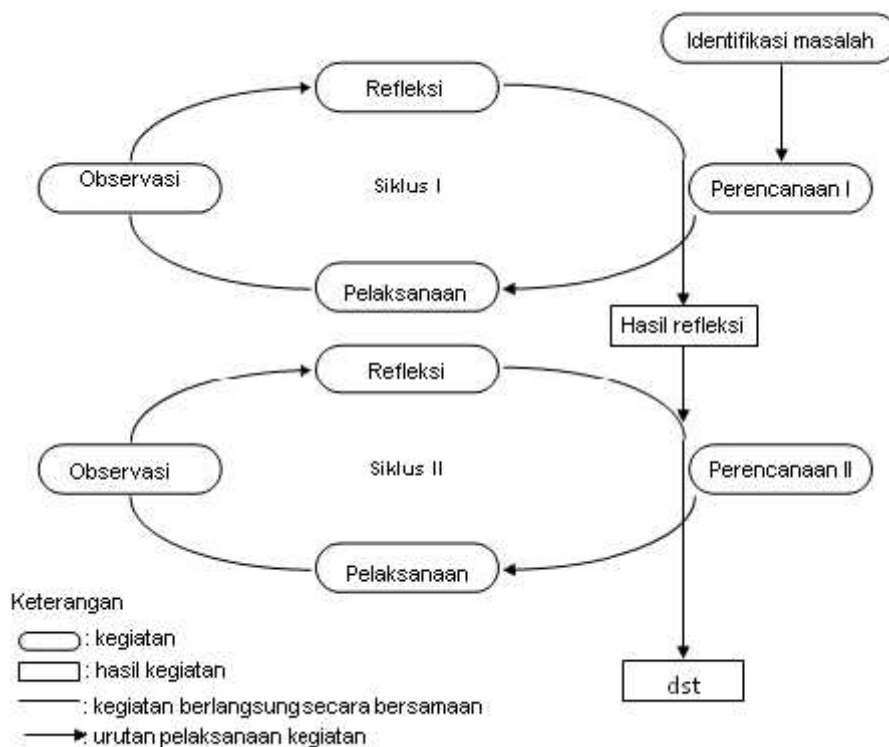 Identifikasi masalah
Refleksi
Observasi
Siklus I
Perencanaan I
Pelaksanaan
Hasil refleksi
Refleksi
Observasi
Siklus II
Perencanaan II
Pelaksanaan
Keterangan
: kegiatan
: hasil kegiatan
dst
: kegiatan berlangsung secara bersamaan
: urutan pelaksanaan kegiatan